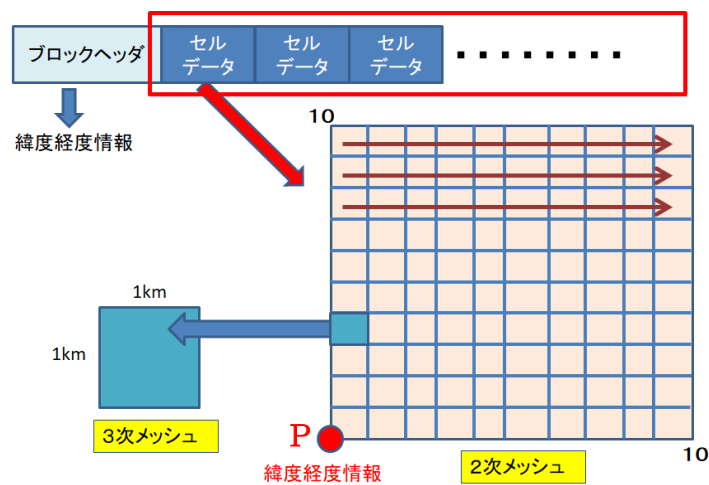 ブロックヘッダ
セル
データ
セル
データ
セル
データ
・・・・・・・・・
緯度経度情報
10
1km
1km
３次メッシュ
P
緯度経度情報
２次メッシュ
10